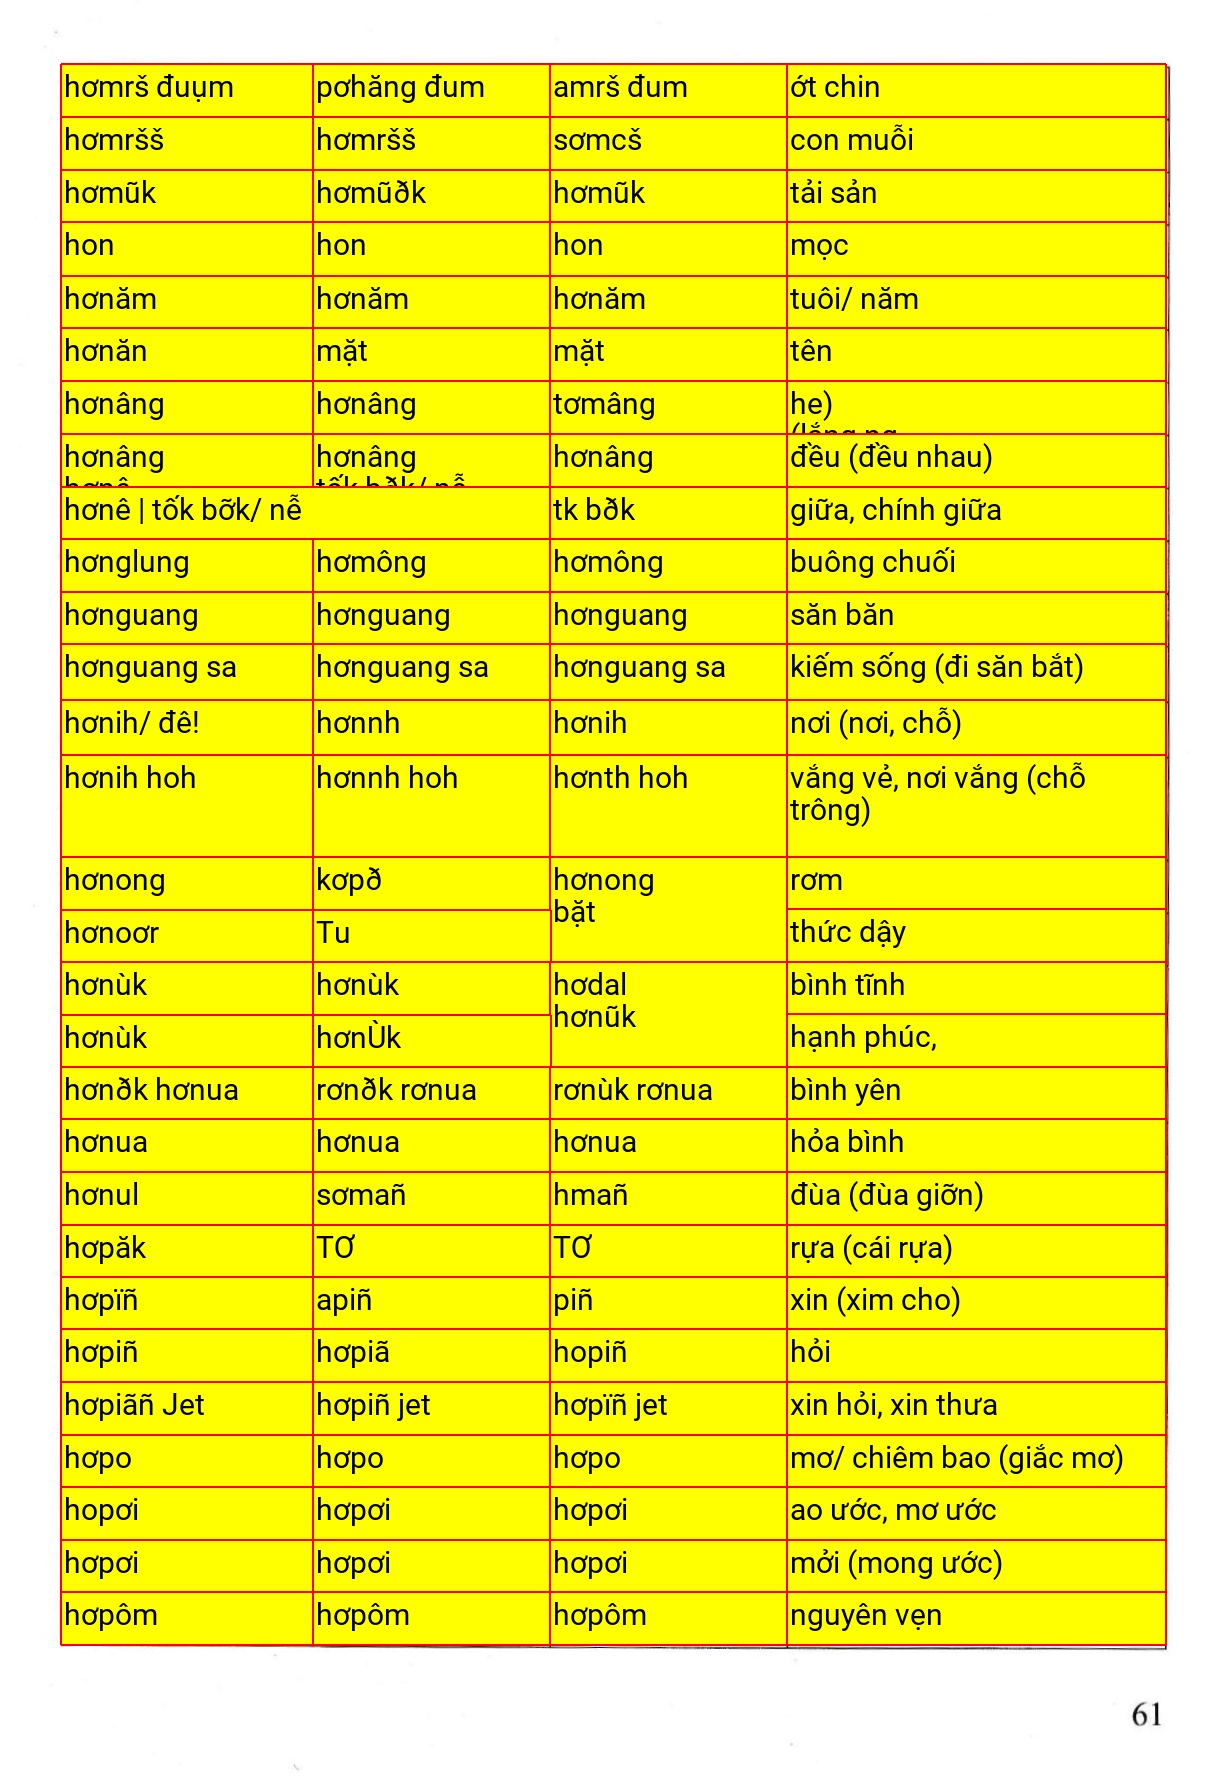 hơmrš đuụm pơhăng đum amrš đum ớt chin
hơmršš hơmršš sơmcš con muỗi
hơmũk hơmũðk hơmũk tải sản
hon hon hon mọc
hơnăm hơnăm hơnăm tuôi/ năm
hơnăn mặt mặt tên
hơnâng hơnâng tơmâng he)
hơnâng hơnâng hơnâng đều (đều nhau)
hơnê | tốk bỡk/ nễ tk bðk giữa, chính giữa
hơnglung hơmông hơmông buông chuối
hơnguang hơnguang hơnguang săn băn
hơnguang sa hơnguang sa hơnguang sa kiếm sống (đi săn bắt)
hơnih/ đê! hơnnh hơnih nơi (nơi, chỗ)
hơnih hoh hơnnh hoh hơnth hoh vắng vẻ, nơi vắng (chỗ
trông)
hơnong kơpð hơnong rơm
bặt
hơnoơr Tu thức dậy
hơnùk hơnùk hơdal bình tĩnh
hơnũk
hơnùk hơnÙk hạnh phúc,
hơnðk hơnua rơnðk rơnua rơnùk rơnua bình yên
hơnua hơnua hơnua hỏa bình
hơnul sơmañ hmañ đùa (đùa giỡn)
hơpăk TƠ TƠ rựa (cái rựa)
hơpïñ apiñ piñ xin (xim cho)
hơpiñ hơpiã hopiñ hỏi
hơpiãñ Jet hơpiñ jet hơpïñ jet xin hỏi, xin thưa
hơpo hơpo hơpo mơ/ chiêm bao (giắc mơ)
hopơi hơpơi hơpơi ao ước, mơ ước
hơpơi hơpơi hơpơi mởi (mong ước)
hơpôm hơpôm hơpôm nguyên vẹn
61